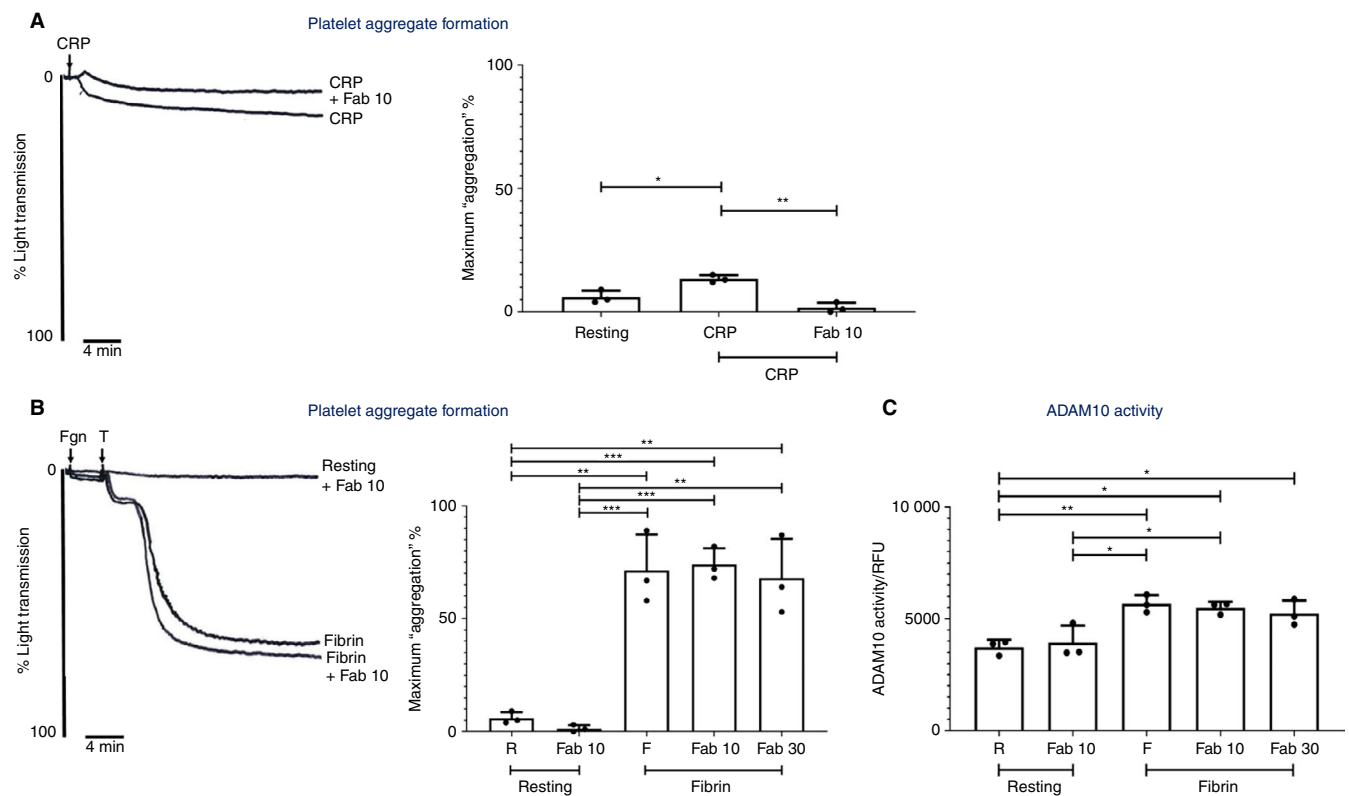 A
Platelet aggregate formation
CRP
0
% Light transmission
100
4 min
CRP
+ Fab 10
CRP
Maximum “aggregation” %
100
50
0
*
**
Resting
CRP
Fab 10
CRP
B
Platelet aggregate formation
Fgn
T
0
% Light transmission
100
4 min
Resting
+ Fab 10
Fibrin
Fibrin
+ Fab 10
Maximum “aggregation” %
100
50
0
**
***
**
**
***
***
R
Fab 10
F
Fab 10
Fab 30
Resting
Fibrin
C
ADAM10 activity
ADAM10 activity/RFU
10 000
5000
0
*
*
**
*
*
R
Fab 10
F
Fab 10
Fab 30
Resting
Fibrin